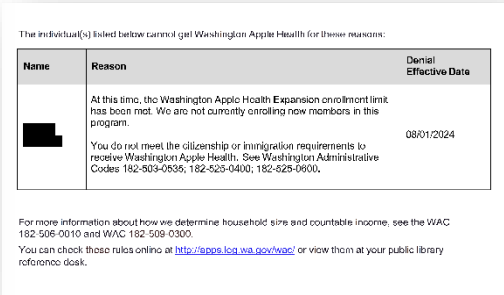 The individual(s) listed below cannot get Washington Apple Health for these reasons:
Name
Reason
Denial
Effective Date
At this time, the Washington Apple Health Expansion enrollment limit
has been met. We are not currently enrolling new members in this
program.
You do not meet the citizenship or immigration requirements to
receive Washington Apple Health. See Washington Administrative
Codes 182-503-0535; 182-525-0400; 182-525-0600.
08/01/2024
For more information about how we determine household size and countable income, see the WAC
182-506-0010 and WAC 182-509-0300.
You can check these rules online at http://apps.leg.wa.gov/wac/ or view them at your public library
reference desk.